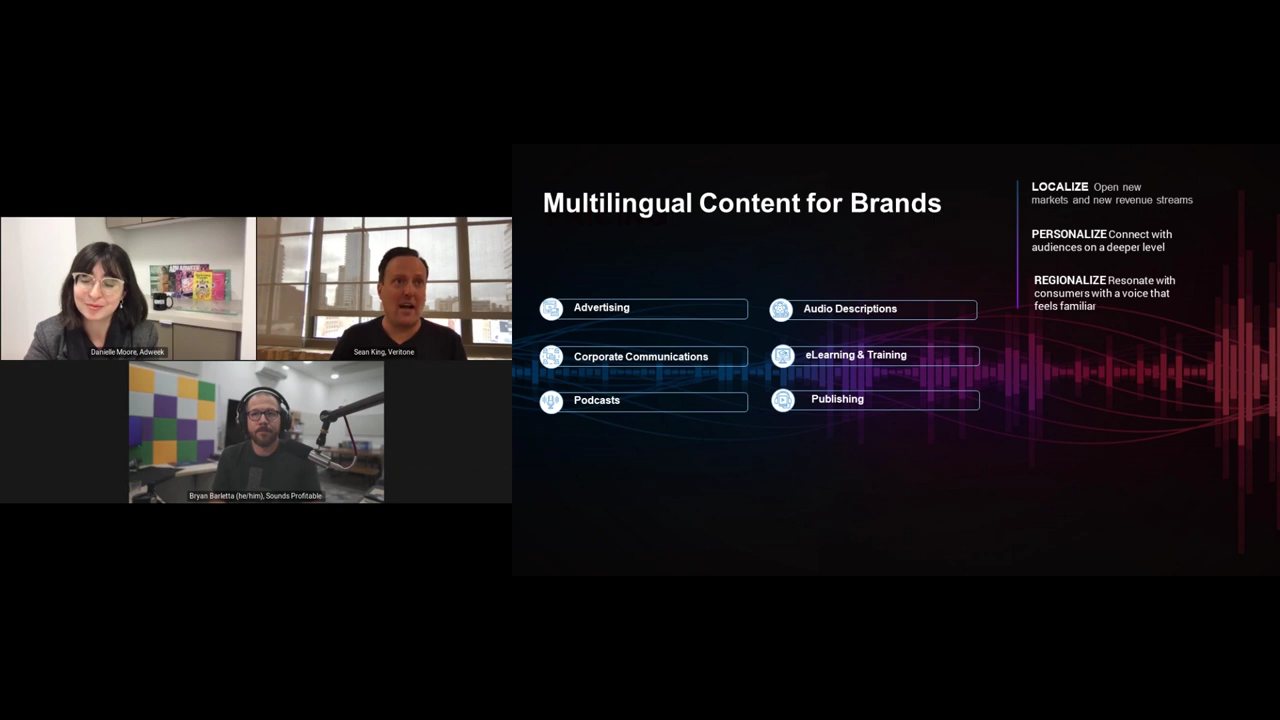 Danielle Moore, Adweek
Sean King, Veritone
Bryan Barletta (he/him), Sounds Profitable
Multilingual Content for Brands
Advertising
Audio Descriptions
Corporate Communications
eLearning & Training
Podcasts
Publishing
LOCALIZE Open new
markets and new revenue streams
PERSONALIZE Connect with
audiences on a deeper level
REGIONALIZE Resonate with
consumers with a voice that
feels familiar